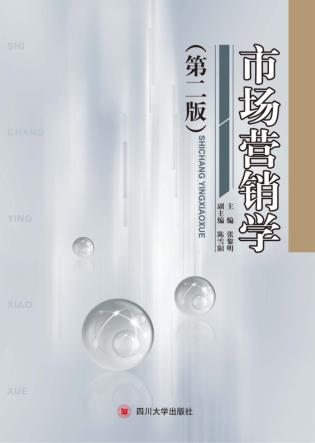 市场营销学
(第二版)
SHICHANG YINGXIAOXUE
主编 张黎明
副主编 陈雪阳
SHI
CHANG
YING
XIAO
XUE
四川大学出版社